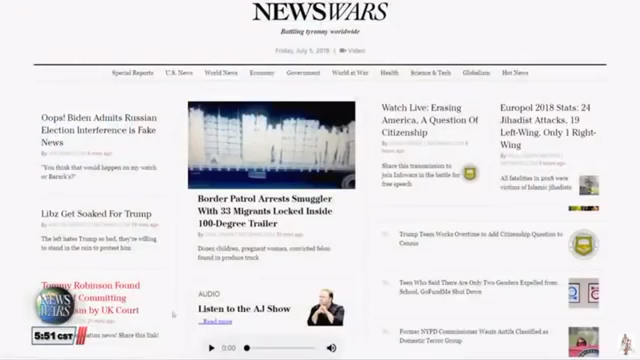 NEWSWARS
Battling tyranny worldwide
Friday, July 5, 2019 | Video
Special Reports U.S. News World News Economy Government World at War Health Science & Tech Globalism Hot News
Oops! Biden Admits Russian
Election Interference is Fake
News
"You think that would happen on my watch
or Barack's?"
Libz Get Soaked For Trump
The left hates Trump so bad, they're willing
to stand in the rain to protest him
Tommy Robinson Found
Committing
by UK Court
news! Share this link!
NEWS
WARS
5:51 CST
Border Patrol Arrests Smuggler
With 33 Migrants Locked Inside
100-Degree Trailer
Dozen children, pregnant women, convicted felon
found in produce truck
AUDIO
Listen to the AJ Show
...Read more
0:00
Watch Live: Erasing
America, A Question Of
Citizenship
Share this transmission to
join Infowars in the battle for
free speech
Europol 2018 Stats: 24
Jihadist Attacks, 19
Left-Wing, Only 1 Right-
Wing
All fatalities in 2018 were
victims of Islamic jihadists
Trump Team Works Overtime to Add Citizenship Question to
Census
Teen Who Said There Are Only Two Genders Expelled from
School, GoFundMe Shut Down
Former NYPD Commissioner Wants Antifa Classified as
Domestic Terror Group